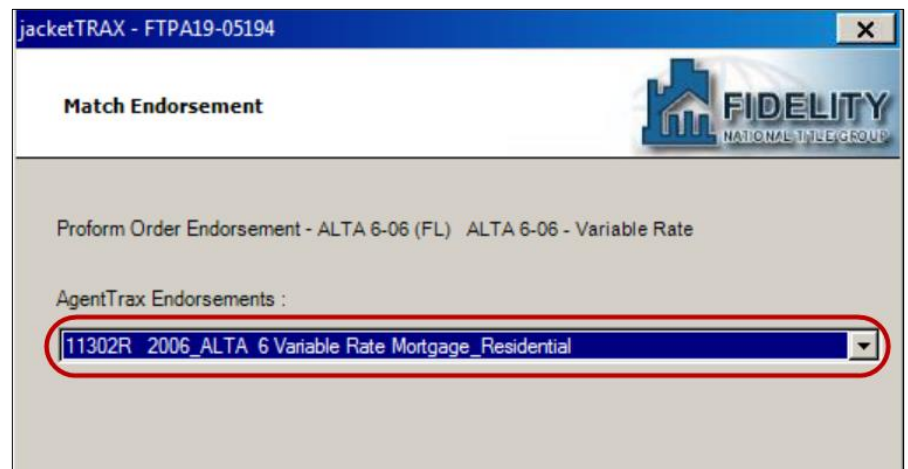 jacketTRAX - FTPA19-05194
Match Endorsement
FIDELITY
NATIONAL TITLE GROUP
Proform Order Endorsement - ALTA 6-06 (FL) ALTA 6-06 - Variable Rate
AgentTrax Endorsements :
11302R 2006_ALTA 6 Variable Rate Mortgage_Residential